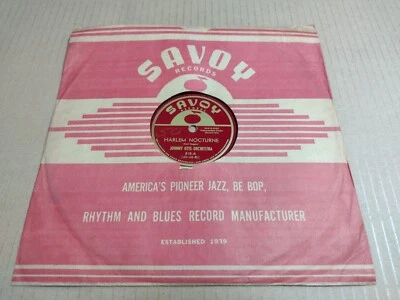 SAVOY
RECORDS
SAVOY
RECORDS
HARLEM NOCTURNE
JOHNNY OTIS ORCHESTRA
AMERICA'S PIONEER JAZZ, BE BOP,
RHYTHM AND BLUES RECORD MANUFACTURER
ESTABLISHED 1939